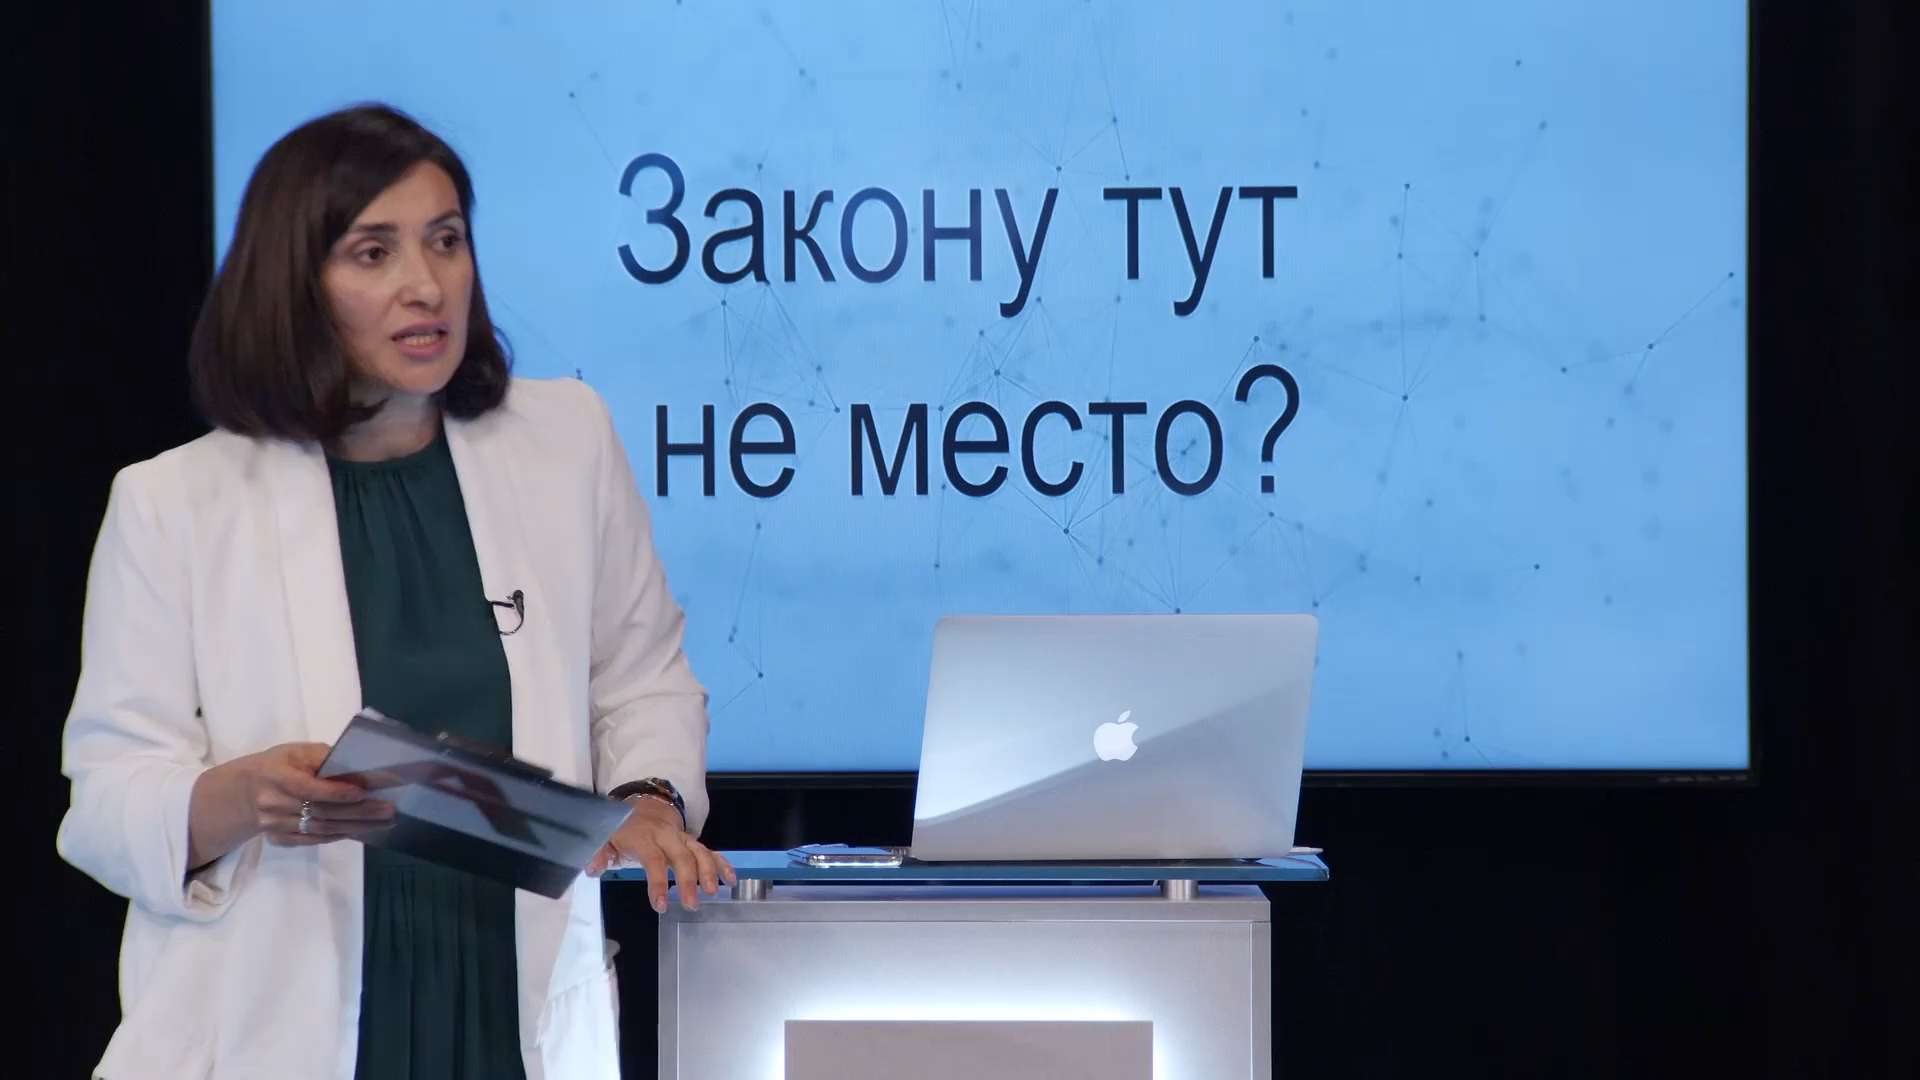 Закону тут
не место?